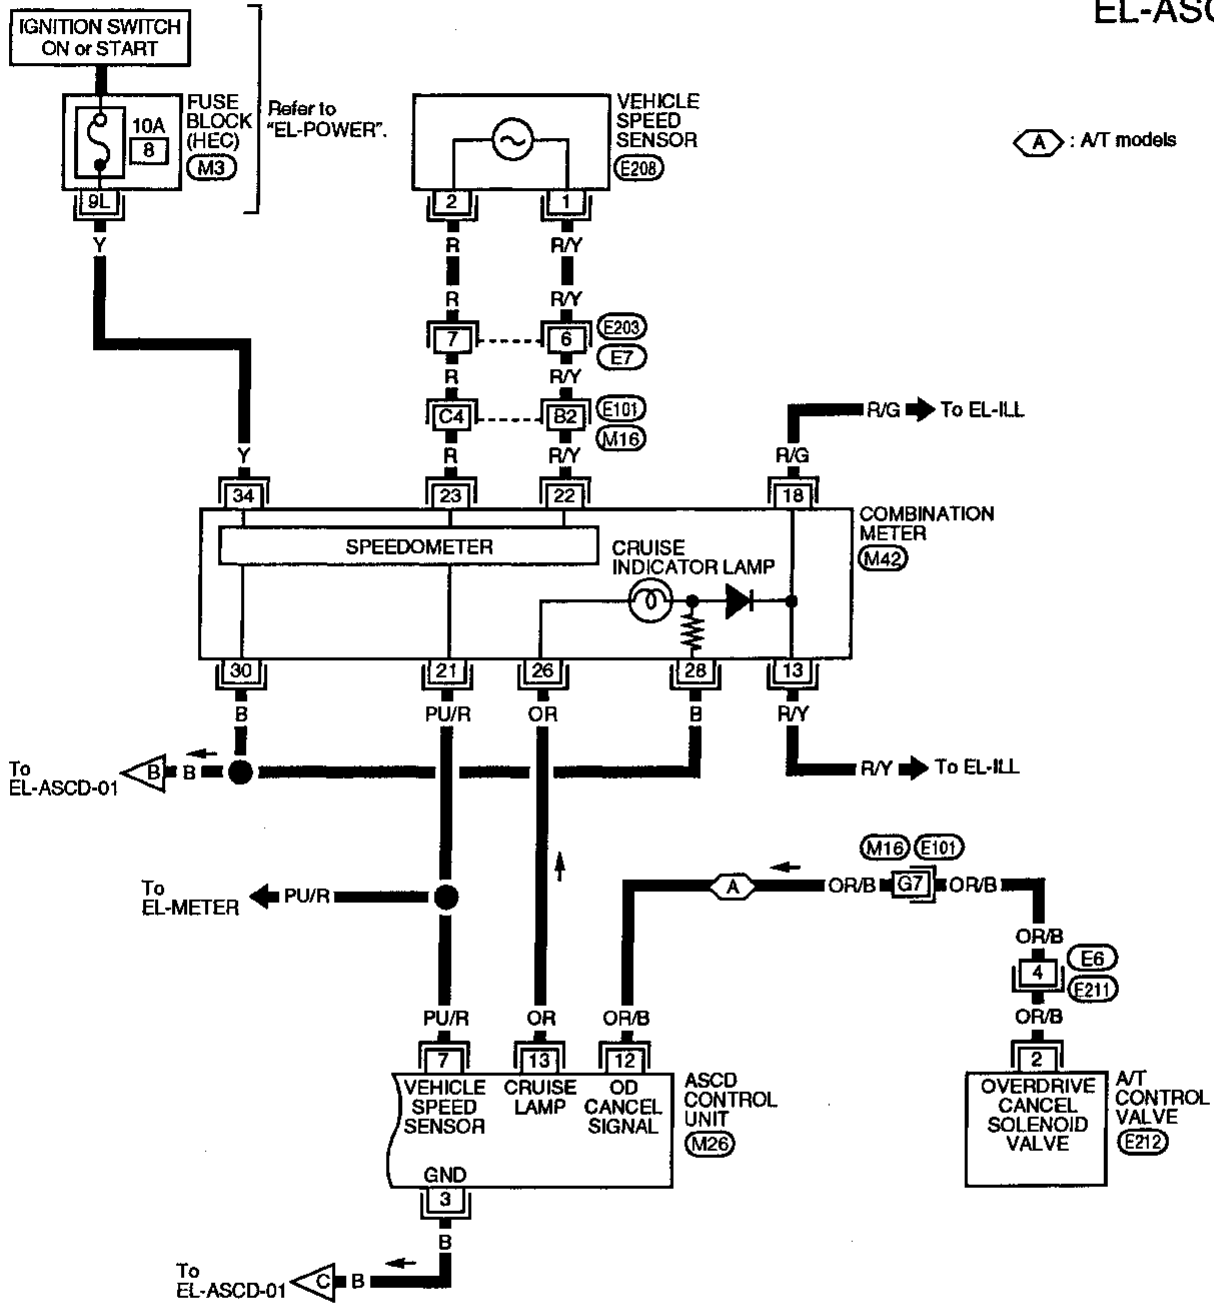 EL-ASC
IGNITION SWITCH
ON or START
FUSE
BLOCK
(HEC)
M3
10A
8
9L
Refer to
"EL-POWER".
VEHICLE
SPEED
SENSOR
E208
A : A/T models
2
1
Y
R
R/Y
R
R/Y
7
6
E203
E7
R
R/Y
C4
B2
E101
M16
R/G
To EL-ILL
Y
R
R/Y
R/G
34
23
22
18
COMBINATION
METER
M42
SPEEDOMETER
CRUISE
INDICATOR LAMP
30
21
26
28
13
B
PU/R
OR
B
R/Y
To
EL-ASCD-01
B
B
R/Y
To EL-ILL
To
EL-METER
PU/R
M16
E101
A
OR/B
G7
OR/B
OR/B
4
E6
E211
OR/B
PU/R
OR
OR/B
7
13
12
2
VEHICLE
SPEED
SENSOR
CRUISE
LAMP
OD
CANCEL
SIGNAL
ASCD
CONTROL
UNIT
M26
OVERDRIVE
CANCEL
SOLENOID
VALVE
A/T
CONTROL
VALVE
E212
GND
3
B
To
EL-ASCD-01
C
B